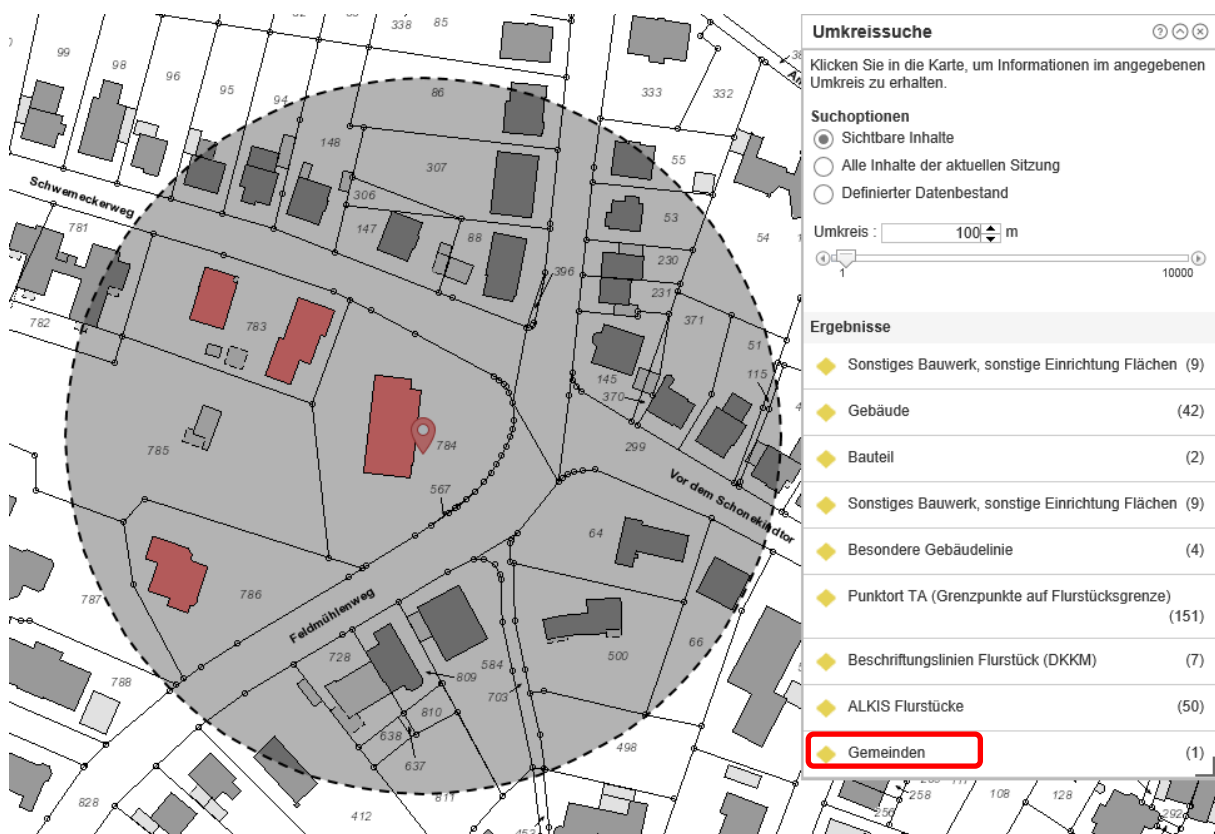 338
85
99
98
96
95
94
86
333
332
148
307
55
306
Schwerneckerweg
147
88
53
54
781
230
396
231
782
783
371
51
145
115
370
784
299
785
567
Vor dem Schonekindtor
64
787
786
Feldmühlenweg
728
584
500
66
788
809
703
810
638
637
498
828
811
412
453
258
108
128
256
292
Umkreissuche
Klicken Sie in die Karte, um Informationen im angegebenen
Umkreis zu erhalten.
Suchoptionen
Sichtbare Inhalte
Alle Inhalte der aktuellen Sitzung
Definierter Datenbestand
Umkreis : 100 m
1 10000
Ergebnisse
Sonstiges Bauwerk, sonstige Einrichtung Flächen (9)
Gebäude (42)
Bauteil (2)
Sonstiges Bauwerk, sonstige Einrichtung Flächen (9)
Besondere Gebäudelinie (4)
Punktort TA (Grenzpunkte auf Flurstücksgrenze)
(151)
Beschriftungslinien Flurstück (DKKM) (7)
ALKIS Flurstücke (50)
Gemeinden (1)